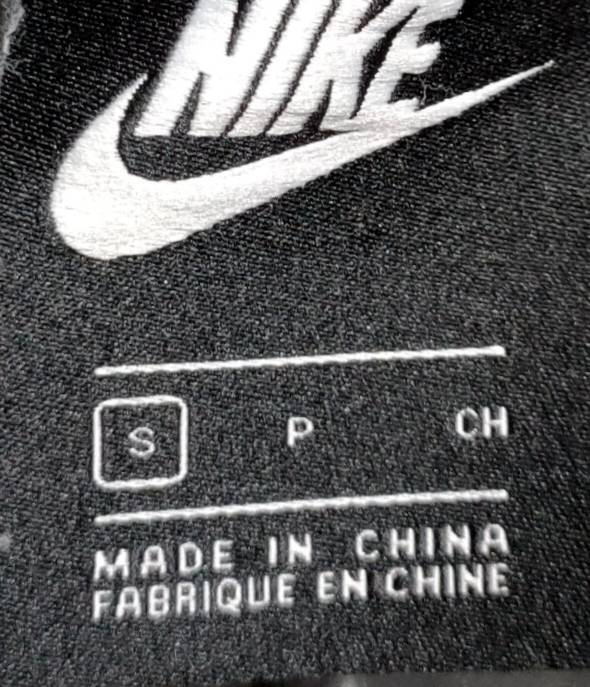 NIKE
S P CH
MADE IN CHINA
FABRIQUE EN CHINE